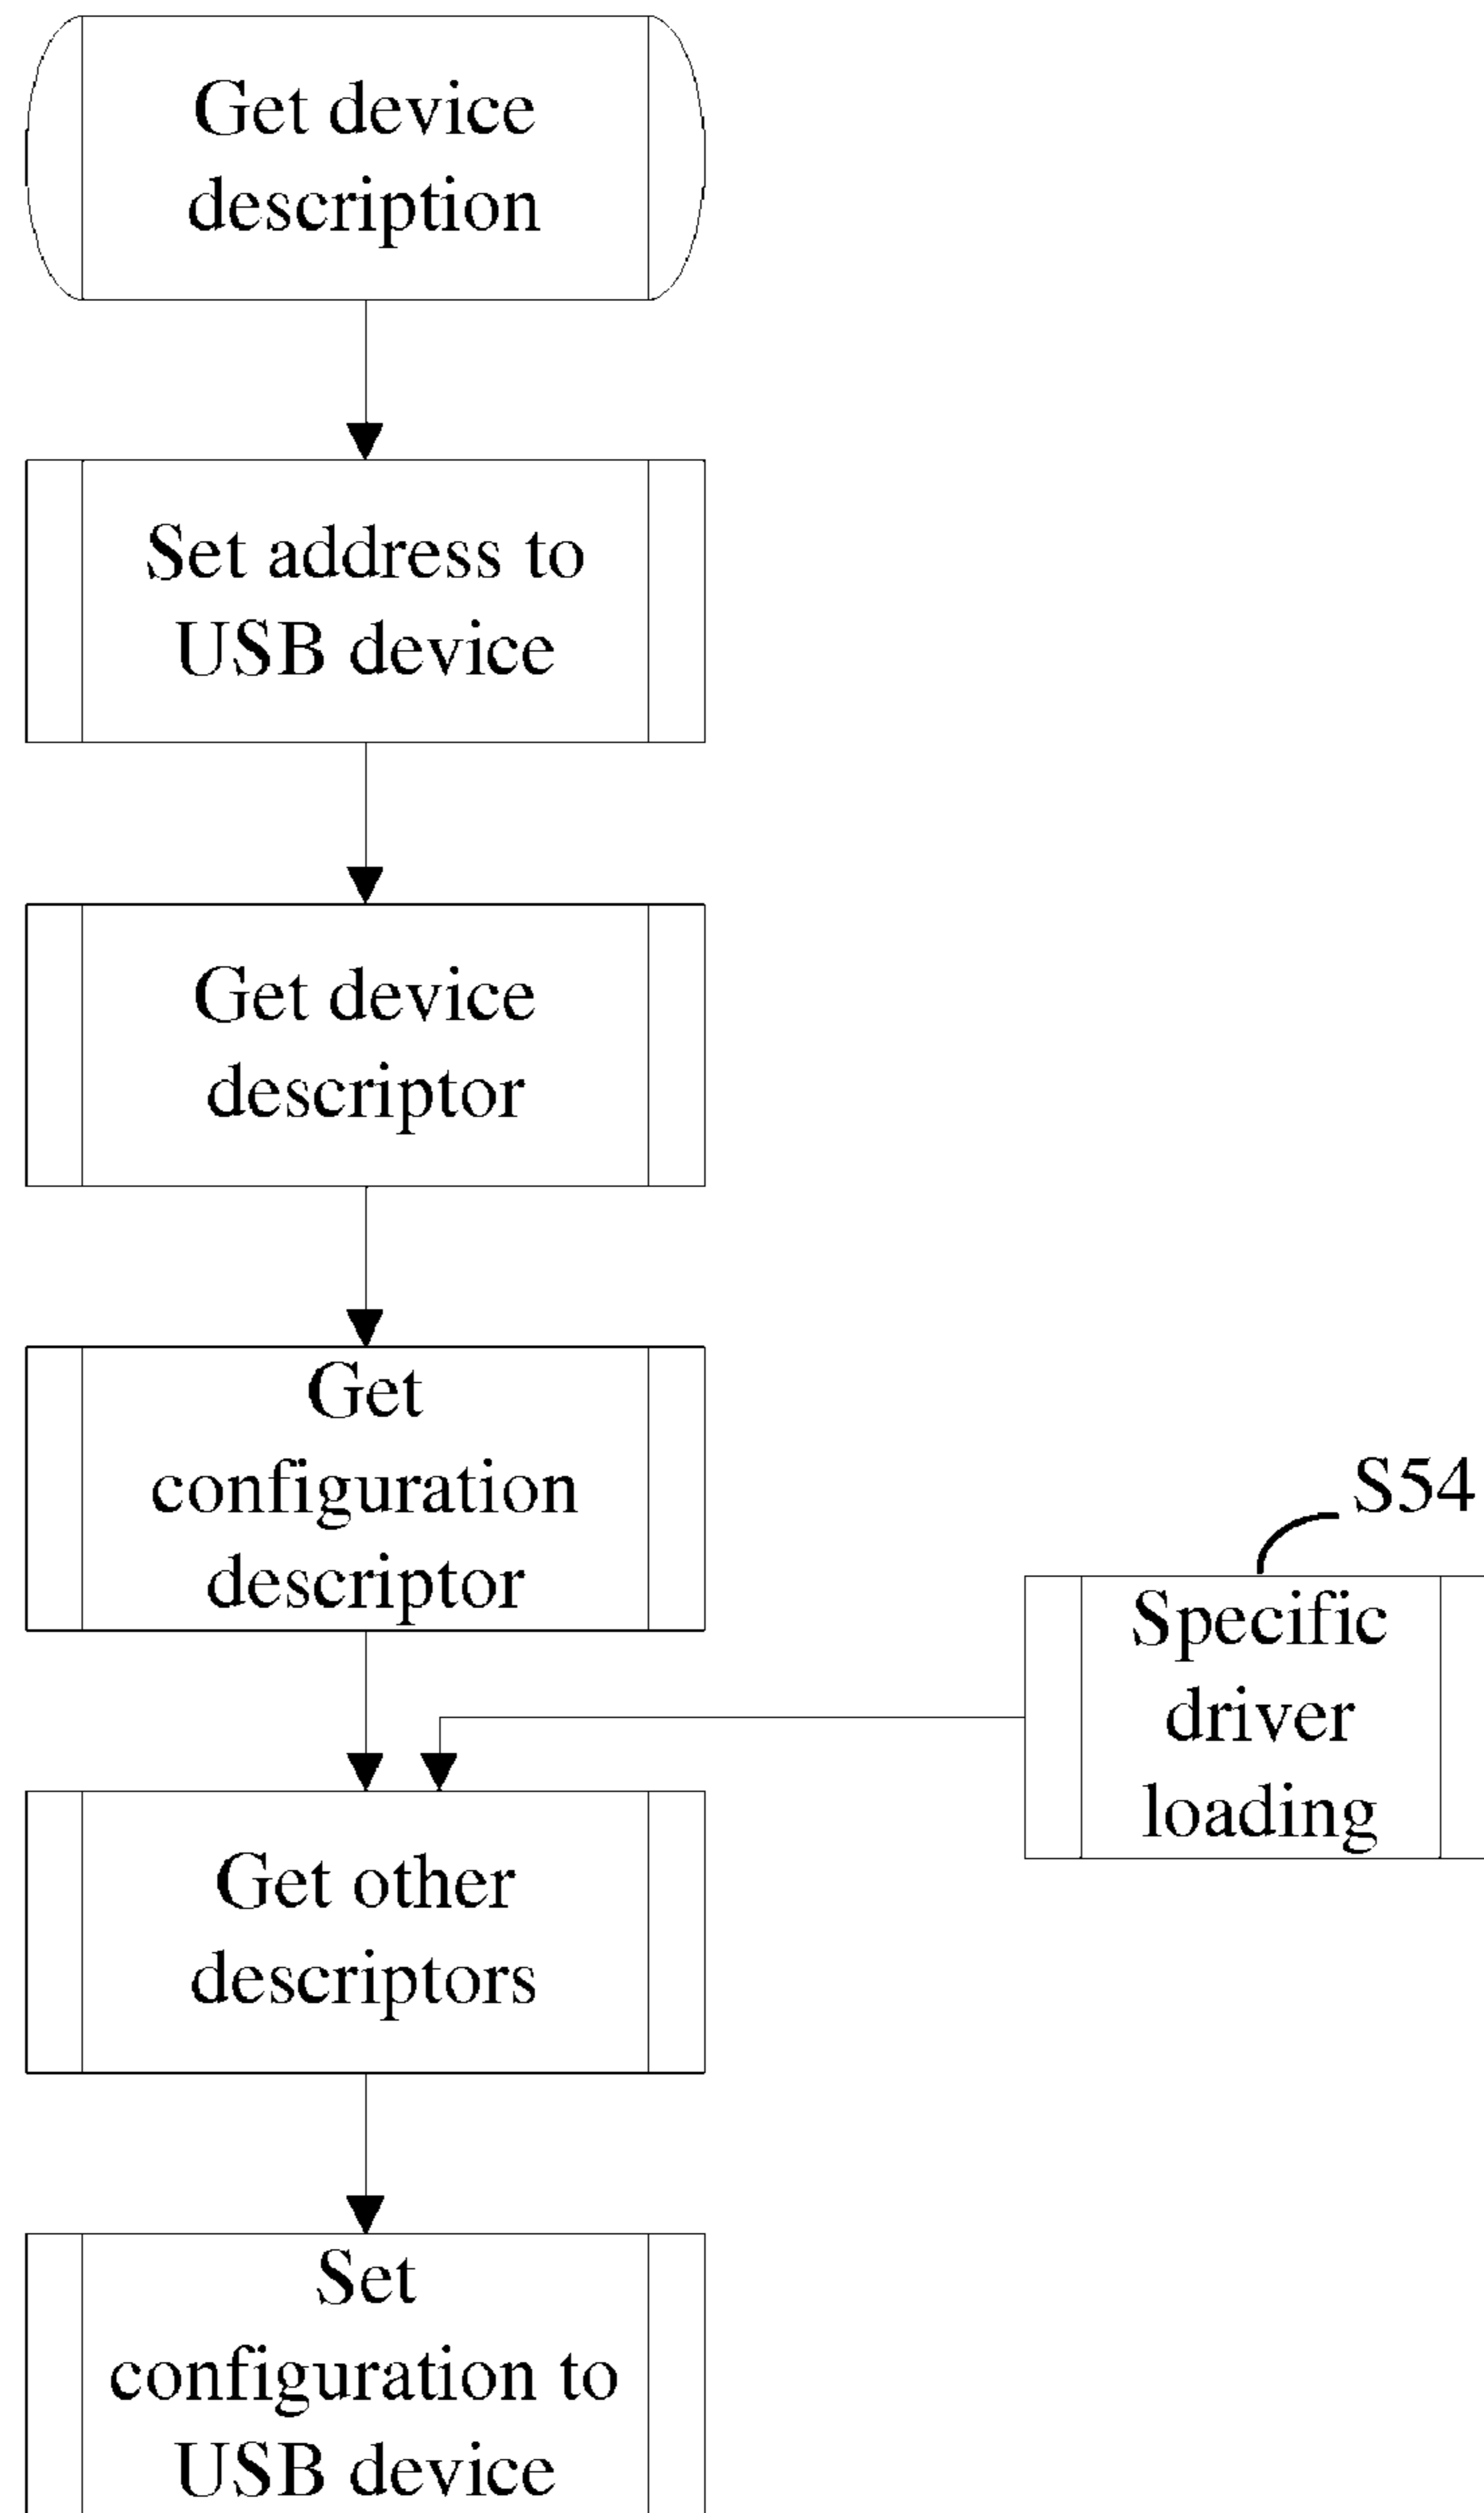 Get device
description
Set address to
USB device
Get device
descriptor
Get
configuration
descriptor
S54
Specific
driver
loading
Get other
descriptors
Set
configuration to
USB device